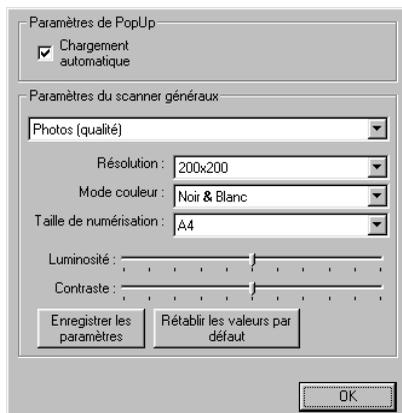 Paramètres de PopUp
Chargement
automatique
Paramètres du scanner généraux
Photos (qualité)
Résolution : 200x200
Mode couleur : Noir & Blanc
Taille de numérisation : A4
Luminosité :
Contraste :
Enregistrer les
paramètres
Rétablir les valeurs par
défaut
OK